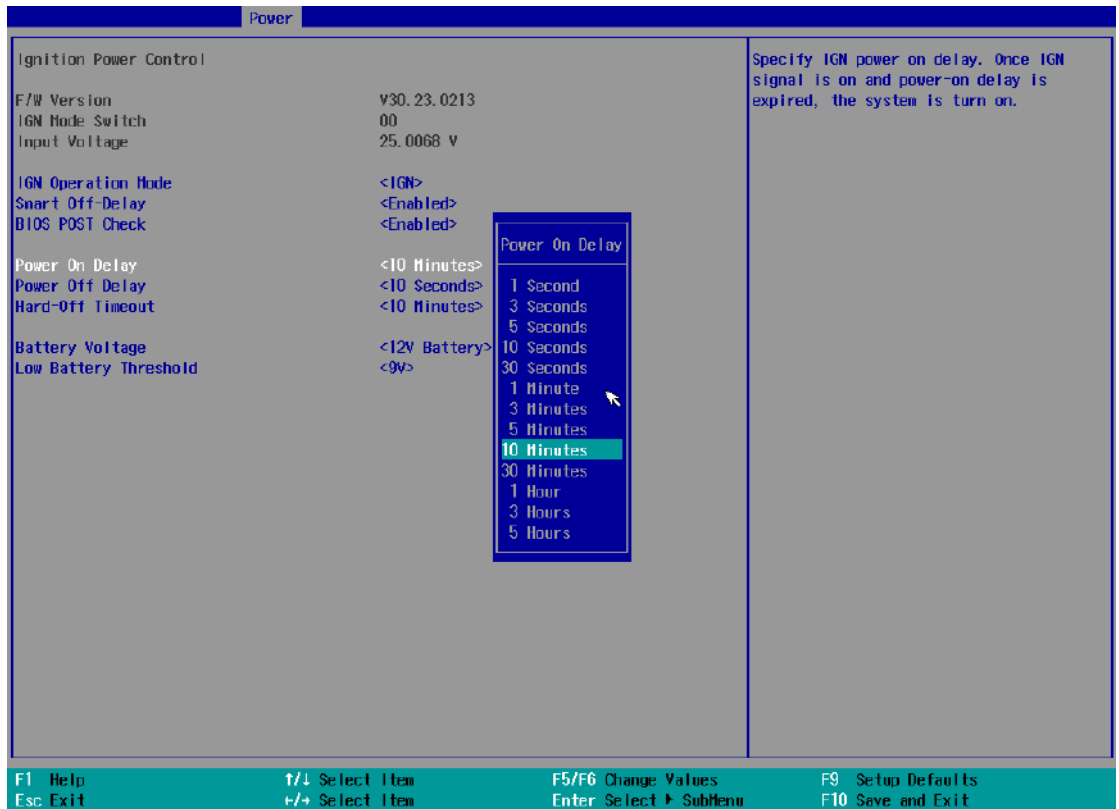 Power
Ignition Power Control
F/W Version V30.23.0213
IGN Mode Switch 00
Input Voltage 25.0068 V
IGN Operation Mode <IGN>
Smart Off-Delay <Enabled>
BIOS POST Check <Enabled>
Power On Delay <10 Minutes>
Power Off Delay <10 Seconds>
Hard-Off Timeout <10 Minutes>
Battery Voltage <12V Battery>
Low Battery Threshold <9V>
Power On Delay
1 Second
3 Seconds
5 Seconds
10 Seconds
30 Seconds
1 Minute
3 Minutes
5 Minutes
10 Minutes
30 Minutes
1 Hour
3 Hours
5 Hours
Specify IGN power on delay. Once IGN
signal is on and power-on delay is
expired, the system is turn on.
F1 Help ↑/↓ Select Item F5/F6 Change Values F9 Setup Defaults
Esc Exit ←/→ Select Item Enter Select ▶ SubMenu F10 Save and Exit